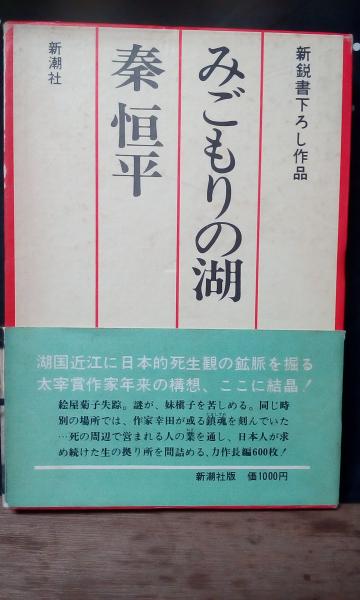 新鋭書下ろし作品
みごもりの湖
秦恒平
新潮社
湖国近江に日本的死生観の鉱脈を掘る
太宰賞作家年来の構想、ここに結晶！
絵屋菊子失踪。謎が、妹槇子を苦しめる。同じ時
別の場所では、作家幸田が或る鎮魂を刻んでいた
…死の周辺で営まれる人の業を通し、日本人が求
め続けた生の拠り所を問詰める、力作長編600枚！
新潮社版 価1000円